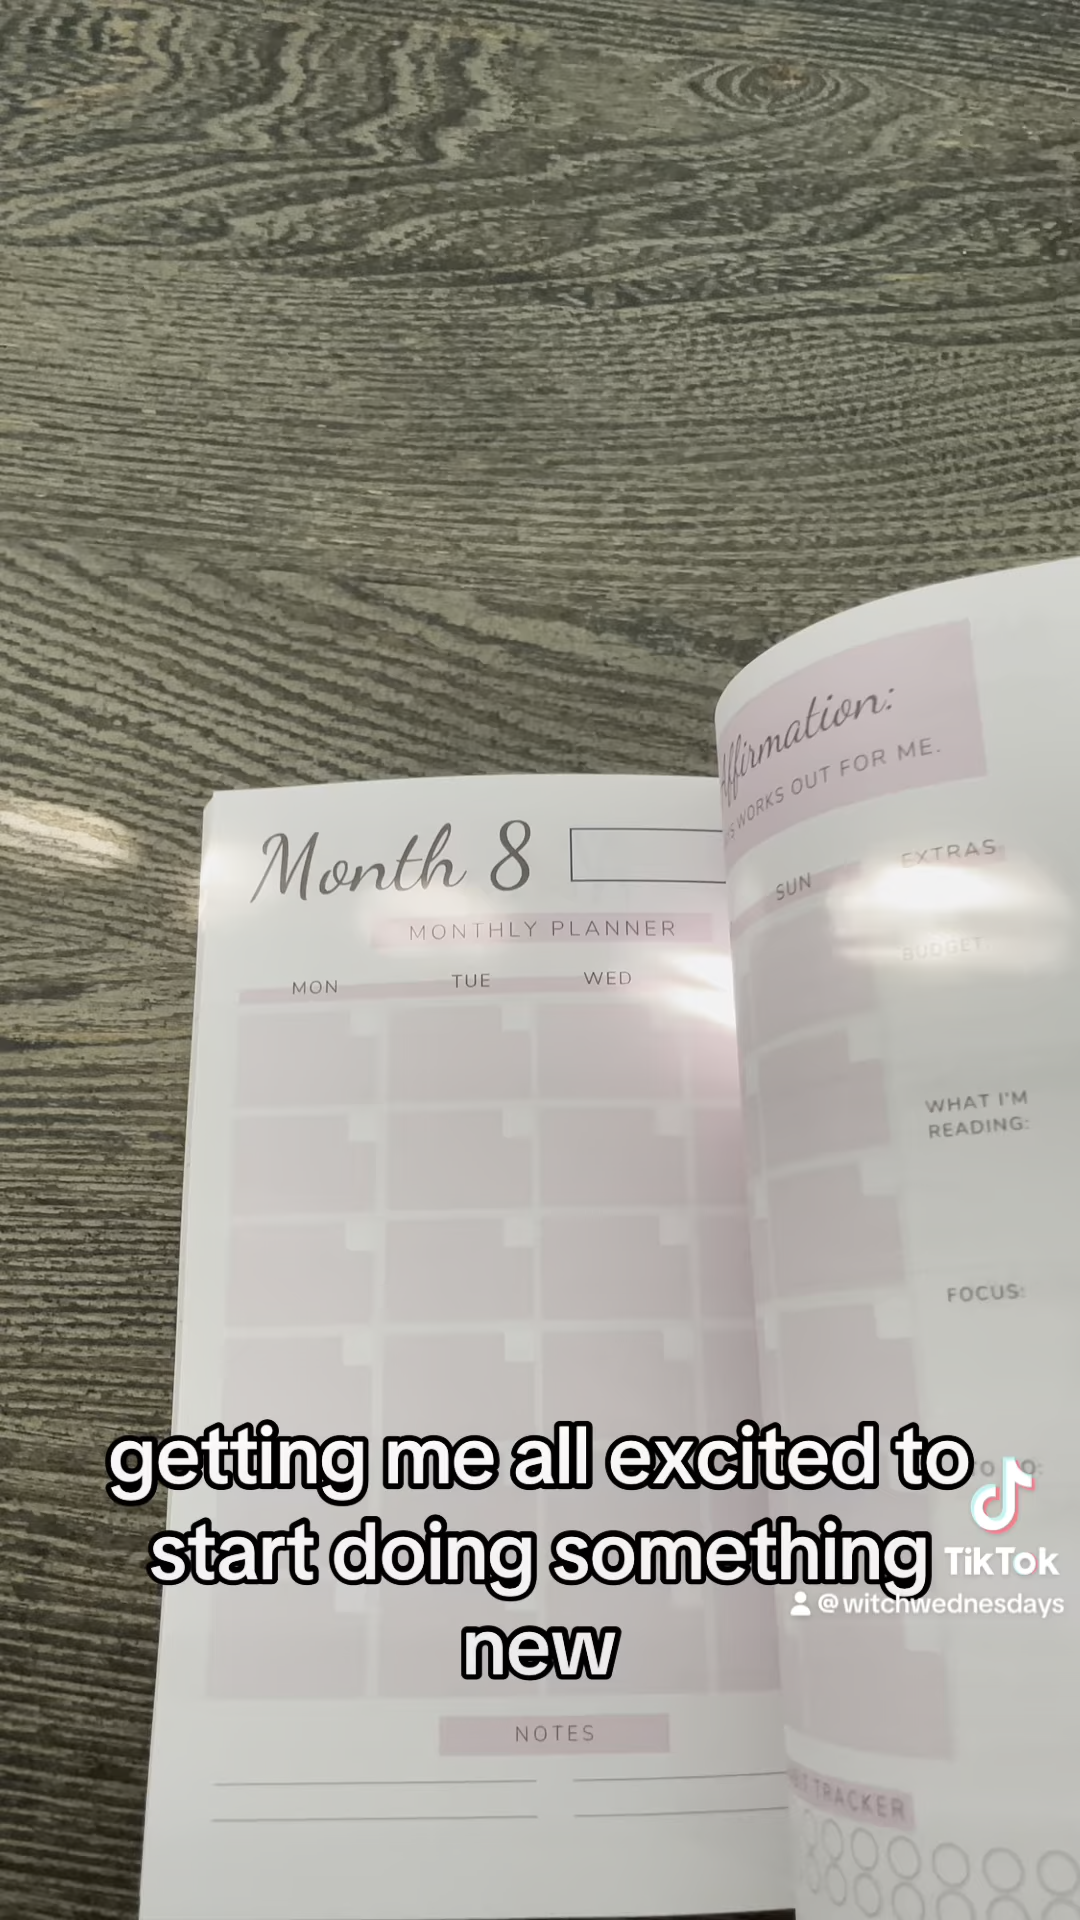 Affirmation:
WORKS OUT FOR ME.
Month 8
MONTHLY PLANNER
MON TUE WED
SUN
EXTRAS
BUDGET:
WHAT I'M
READING:
FOCUS:
getting me all excited to
start doing something
new
TikTok
@witchwednesdays
NOTES
TRACKER